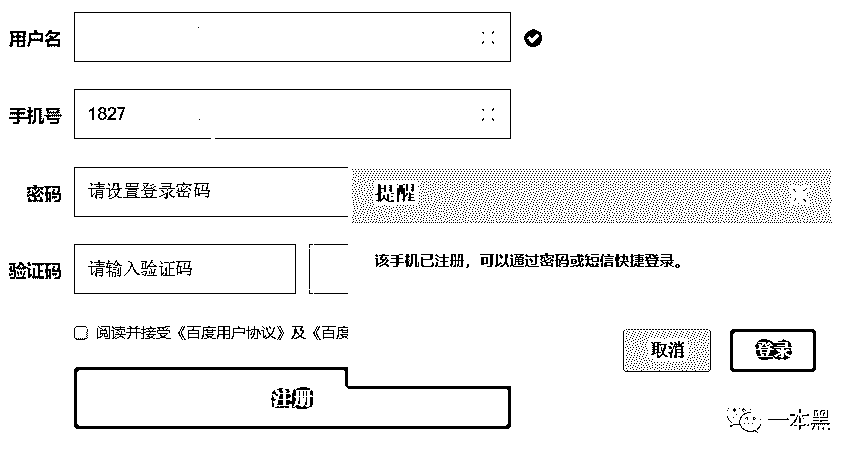 用户名
手机号 1827
密码 请设置登录密码
提醒
验证码 请输入验证码
该手机已注册，可以通过密码或短信快捷登录。
阅读并接受《百度用户协议》及《百度
取消 登录
注册
一本黑